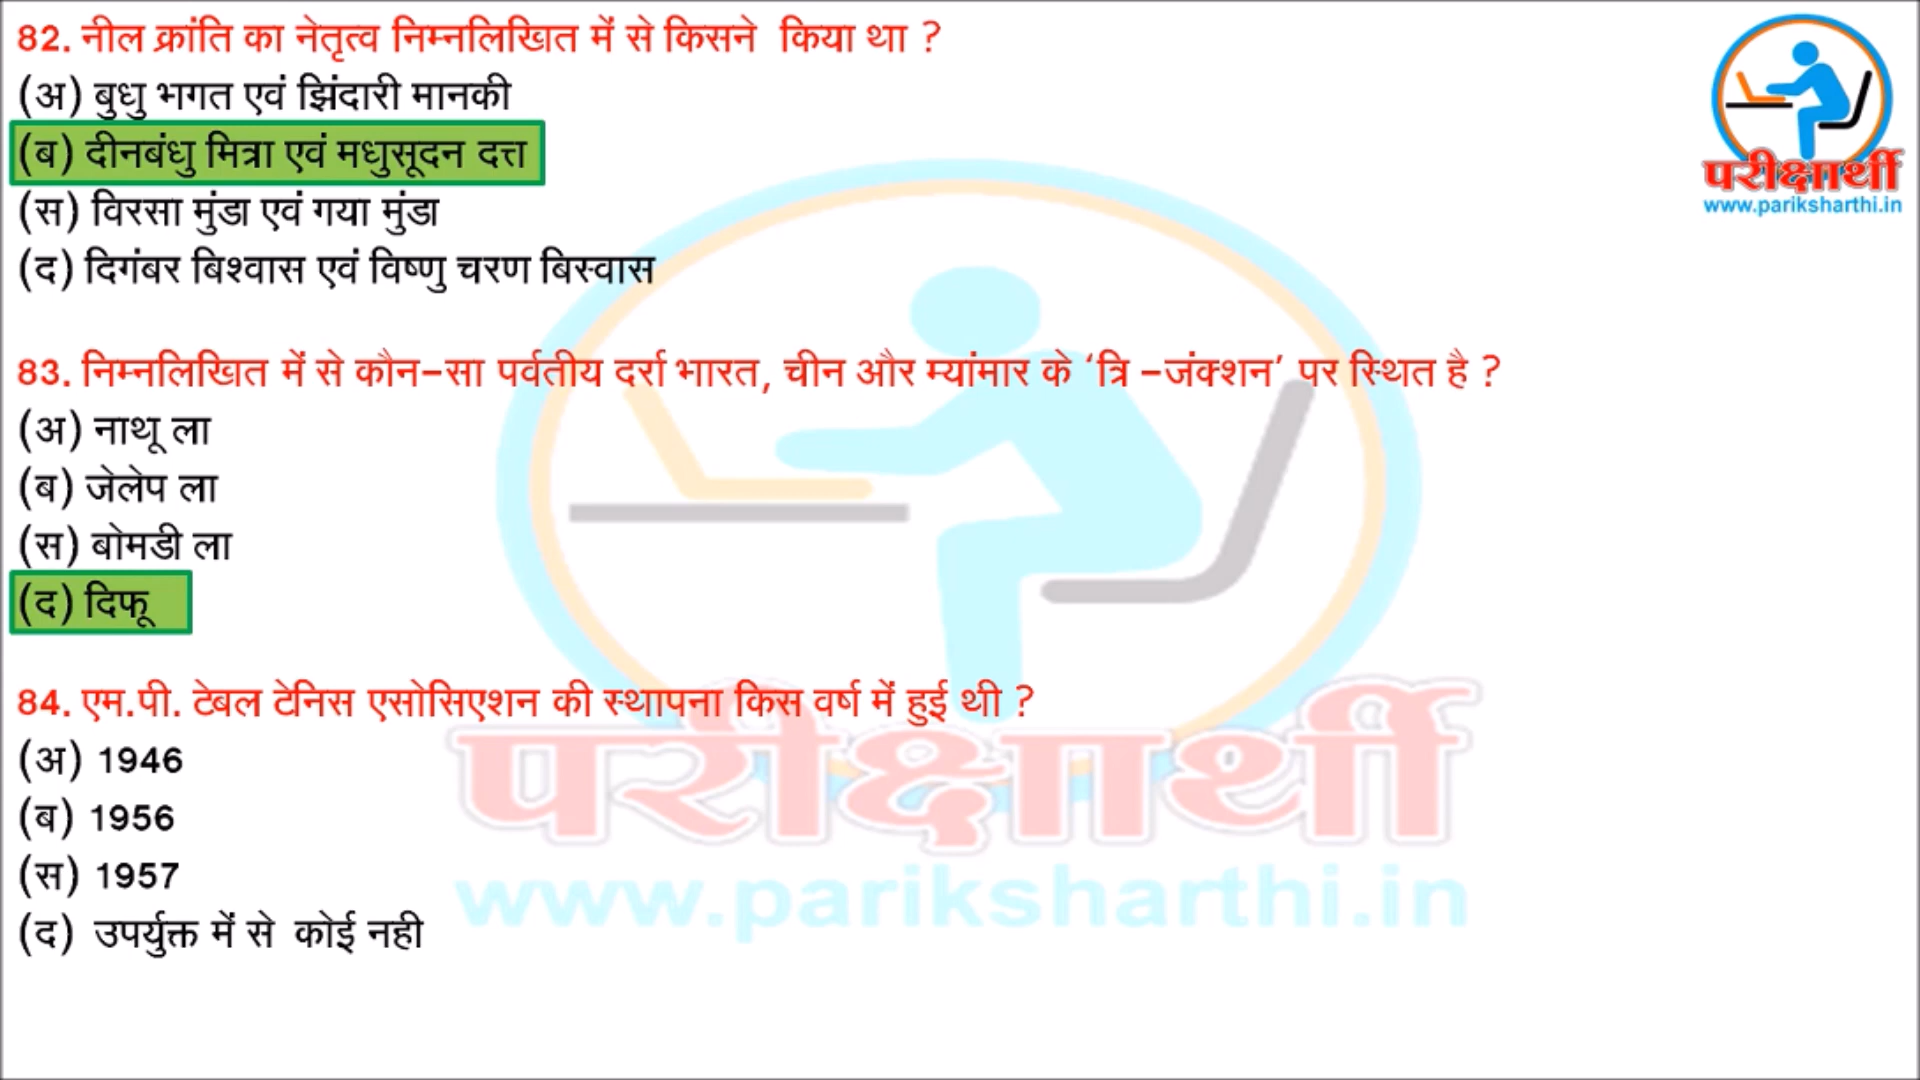 82. नील क्रांति का नेतृत्व निम्नलिखित में से किसने किया था ?
(अ) बुधु भगत एवं झिंदारी मानकी
(ब) दीनबंधु मित्रा एवं मधुसूदन दत्त
(स) विरसा मुंडा एवं गया मुंडा
(द) दिगंबर बिश्वास एवं विष्णु चरण बिस्वास
83. निम्नलिखित में से कौन–सा पर्वतीय दर्रा भारत, चीन और म्यांमार के ‘त्रि –जंक्शन’ पर स्थित है ?
(अ) नाथू ला
(ब) जेलेप ला
(स) बोमडी ला
(द) दिफू
84. एम.पी. टेबल टेनिस एसोसिएशन की स्थापना किस वर्ष में हुई थी ?
(अ) 1946
(ब) 1956
(स) 1957
(द) उपर्युक्त में से कोई नही
परीक्षार्थी
www.pariksharthi.in
परीक्षार्थी
www.pariksharthi.in